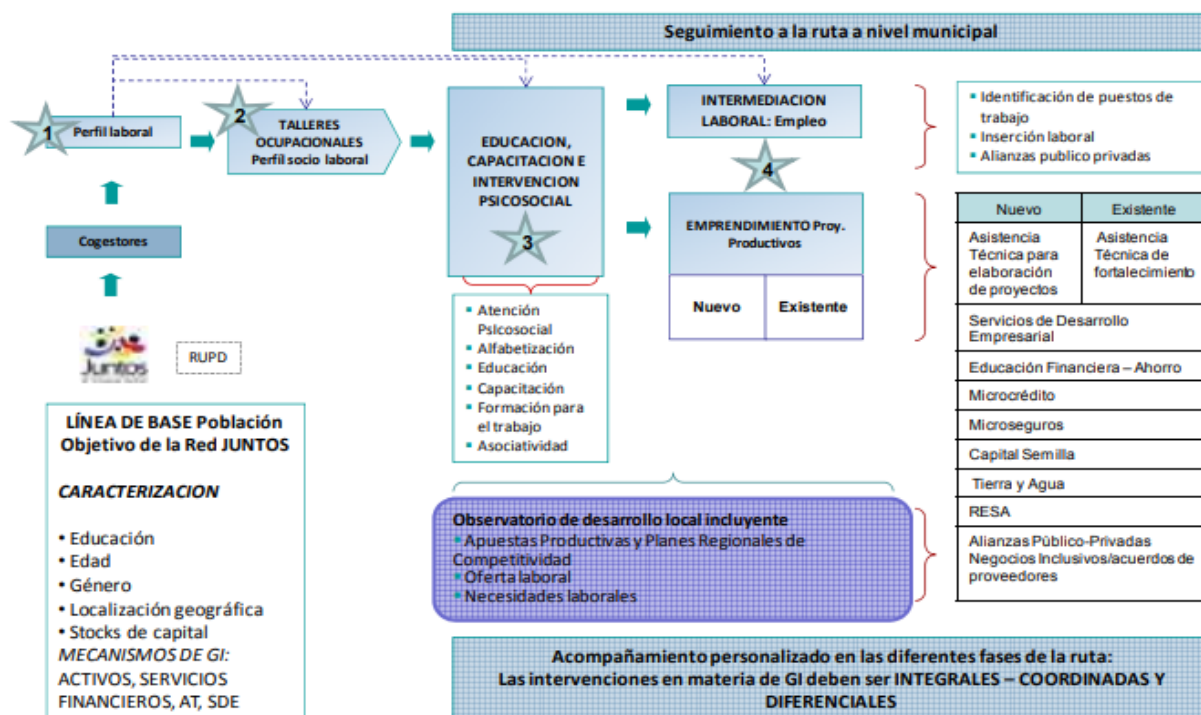 Seguimiento a la ruta a nivel municipal
1
Perfil laboral
2
TALLERES
OCUPACIONALES
Perfil socio laboral
EDUCACION,
CAPACITACION E
INTERVENCION
PSICOSOCIAL
3
INTERMEDIACION
LABORAL: Empleo
4
EMPRENDIMIENTO Proy.
Productivos
Nuevo
Existente
▪ Identificación de puestos de
trabajo
▪ Inserción laboral
▪ Alianzas publico privadas
Cogestores
Juntos
RUPD
▪ Atención
Psicosocial
▪ Alfabetización
▪ Educación
▪ Capacitación
▪ Formación para
el trabajo
▪ Asociatividad
Nuevo
Existente
Asistencia
Técnica para
elaboración
de proyectos
Asistencia
Técnica de
fortalecimiento
Servicios de Desarrollo
Empresarial
Educación Financiera – Ahorro
Microcrédito
Microseguros
Capital Semilla
Tierra y Agua
RESA
Alianzas Público-Privadas
Negocios Inclusivos/acuerdos de
proveedores
LÍNEA DE BASE Población
Objetivo de la Red JUNTOS
CARACTERIZACION
• Educación
• Edad
• Género
• Localización geográfica
• Stocks de capital
MECANISMOS DE GI:
ACTIVOS, SERVICIOS
FINANCIEROS, AT, SDE
Observatorio de desarrollo local incluyente
▪ Apuestas Productivas y Planes Regionales de
Competitividad
▪ Oferta laboral
▪ Necesidades laborales
Acompañamiento personalizado en las diferentes fases de la ruta:
Las intervenciones en materia de GI deben ser INTEGRALES – COORDINADAS Y
DIFERENCIALES